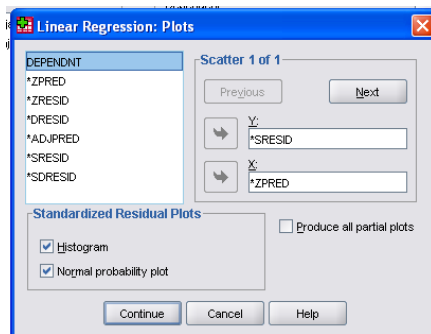 Linear Regression: Plots
DEPENDNT
*ZPRED
*ZRESID
*DRESID
*ADJPRED
*SRESID
*SDRESID
Scatter 1 of 1
Previous
Next
Y:
*SRESID
X:
*ZPRED
Standardized Residual Plots
Histogram
Normal probability plot
Produce all partial plots
Continue
Cancel
Help